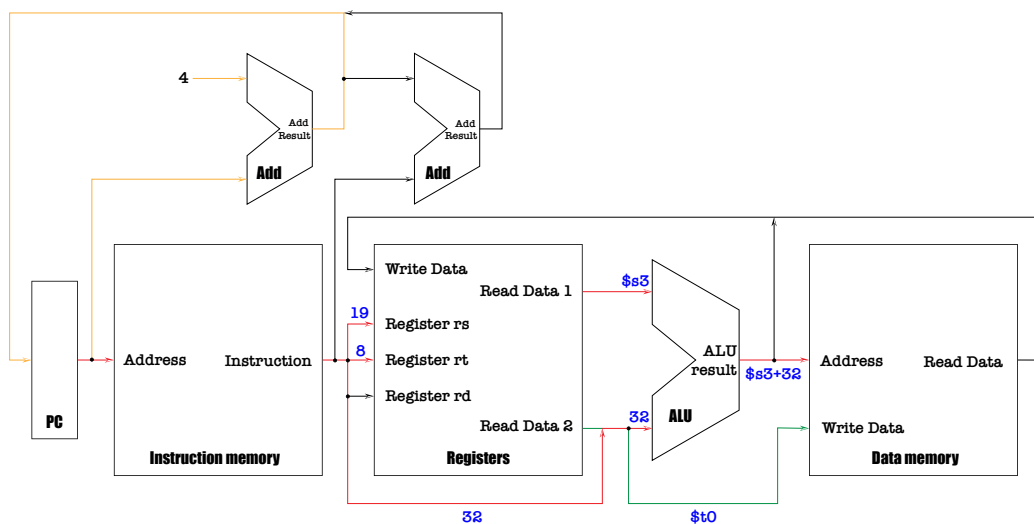 4
Add
Result
Add
Add
Result
Add
Write Data
Read Data 1
$s3
19
Register rs
Address
Instruction
8
Register rt
ALU
result
$s3+32
Address
Read Data
Register rd
PC
Read Data 2
32
ALU
Write Data
Instruction memory
Registers
Data memory
32
$t0